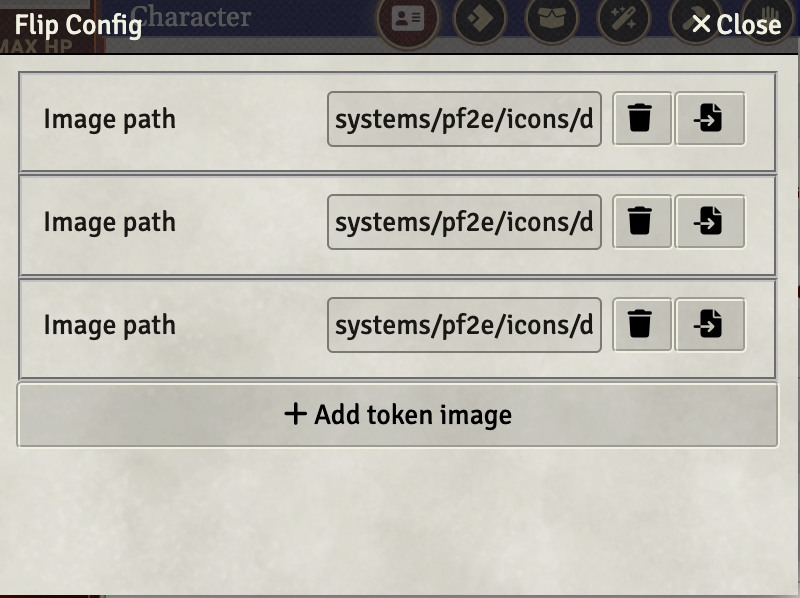 Character
Flip Config
Close
MAX HP
Image path
systems/pf2e/icons/d
Image path
systems/pf2e/icons/d
Image path
systems/pf2e/icons/d
Add token image